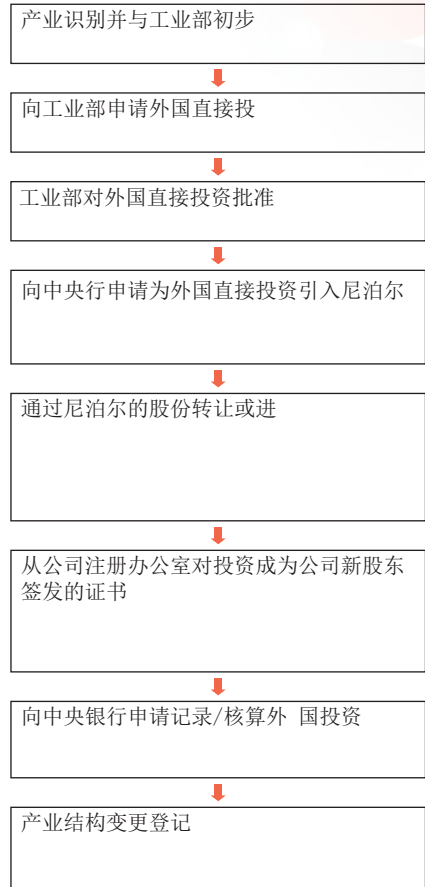 产业识别并与工业部初步
向工业部申请外国直接投
工业部对外国直接投资批准
向中央行申请为外国直接投资引入尼泊尔
通过尼泊尔的股份转让或进
从公司注册办公室对投资成为公司新股东
签发的证书
向中央银行申请记录/核算外 国投资
产业结构变更登记